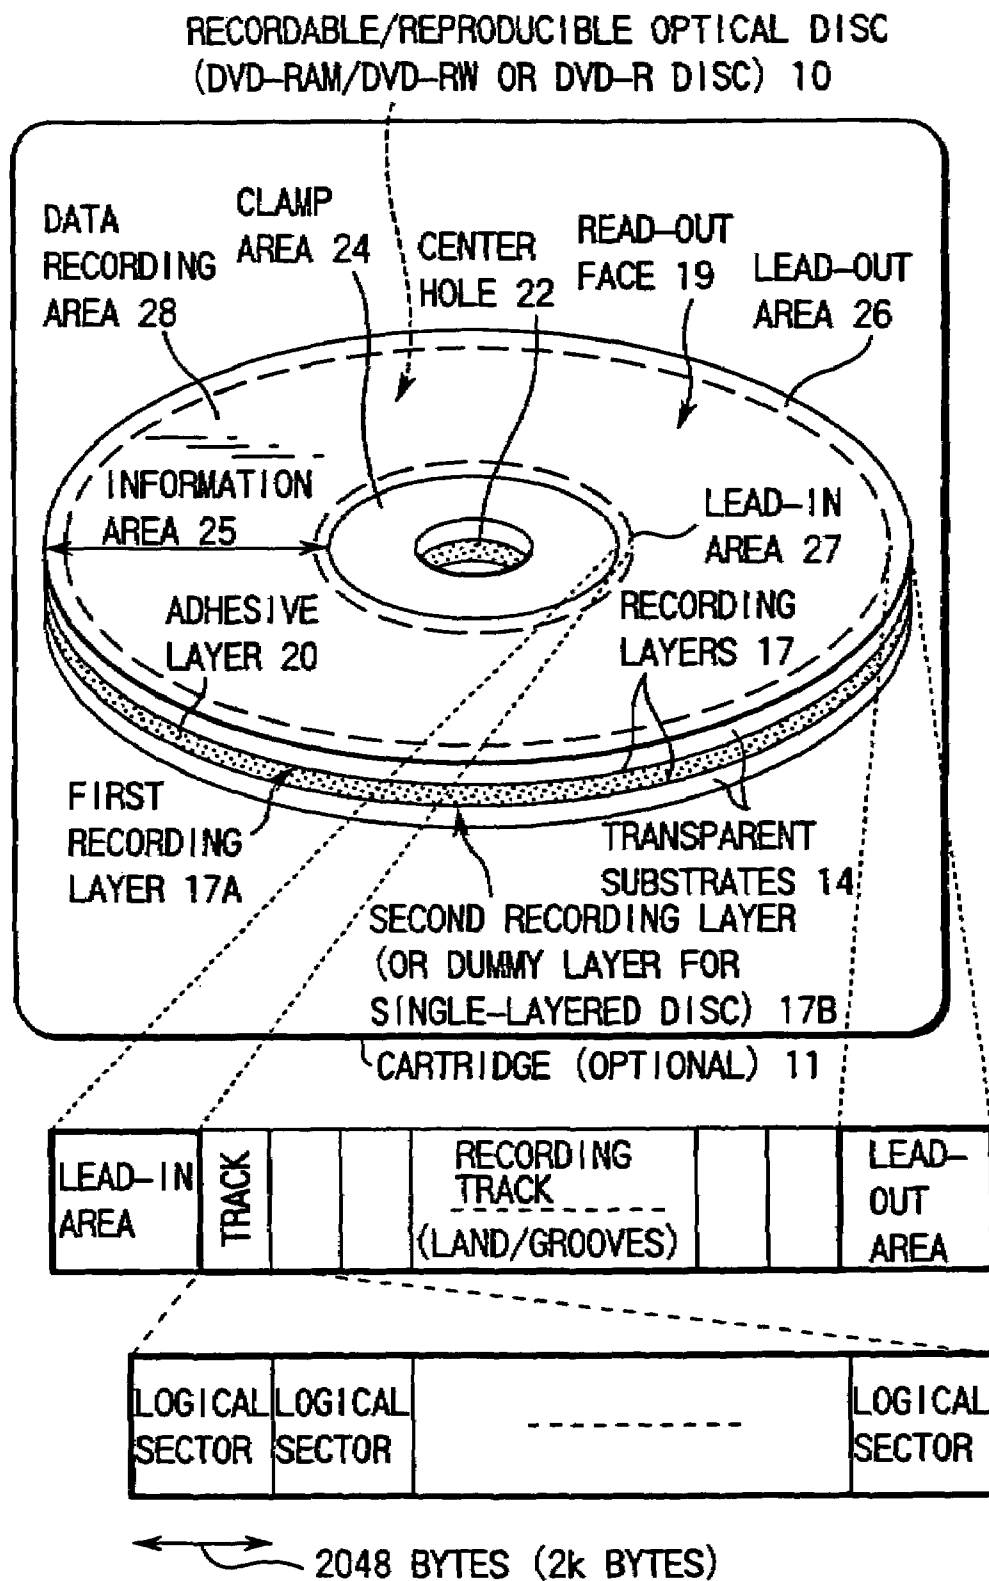 RECORDABLE/REPRODUCIBLE OPTICAL DISC
(DVD-RAM/DVD-RW OR DVD-R DISC) 10
DATA
RECORDING
AREA 28
CLAMP
AREA 24
CENTER
HOLE 22
READ-OUT
FACE 19
LEAD-OUT
AREA 26
INFORMATION
AREA 25
LEAD-IN
AREA 27
ADHESIVE
LAYER 20
RECORDING
LAYERS 17
FIRST
RECORDING
LAYER 17A
TRANSPARENT
SUBSTRATES 14
SECOND RECORDING LAYER
(OR DUMMY LAYER FOR
SINGLE-LAYERED DISC) 17B
CARTRIDGE (OPTIONAL) 11
LEAD-IN
AREA
TRACK
RECORDING
TRACK
(LAND/GROOVES)
LEAD-
OUT
AREA
LOGICAL
SECTOR
LOGICAL
SECTOR
LOGICAL
SECTOR
2048 BYTES (2k BYTES)